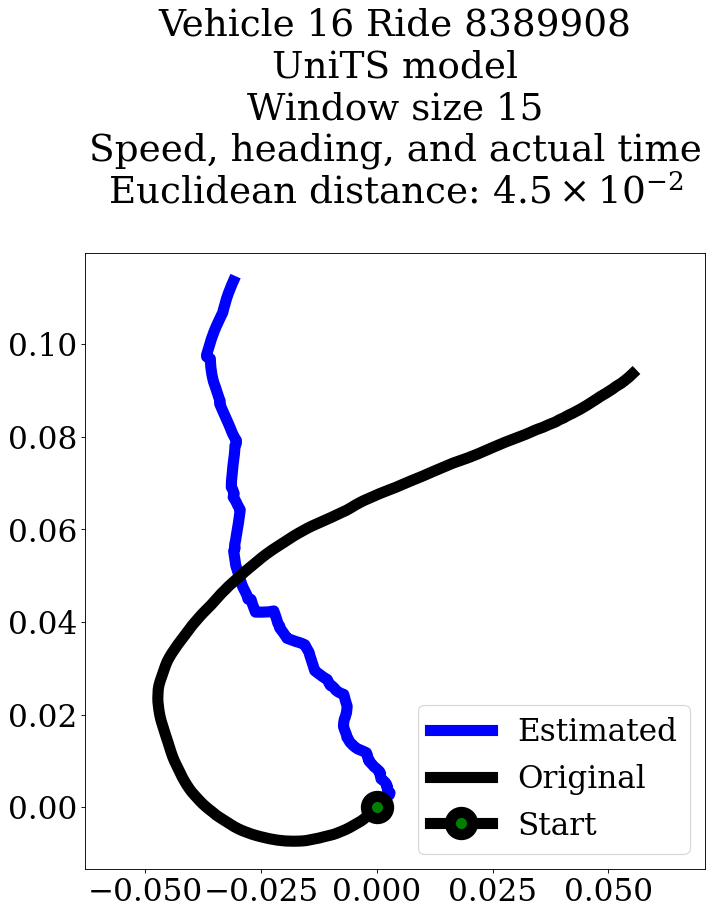 Vehicle 16 Ride 8389908
UniTS model
Window size 15
Speed, heading, and actual time
Euclidean distance: 4.5 × 10⁻²
0.10
0.08
0.06
0.04
0.02
0.00
Estimated
Original
Start
−0.050 −0.025 0.000 0.025 0.050